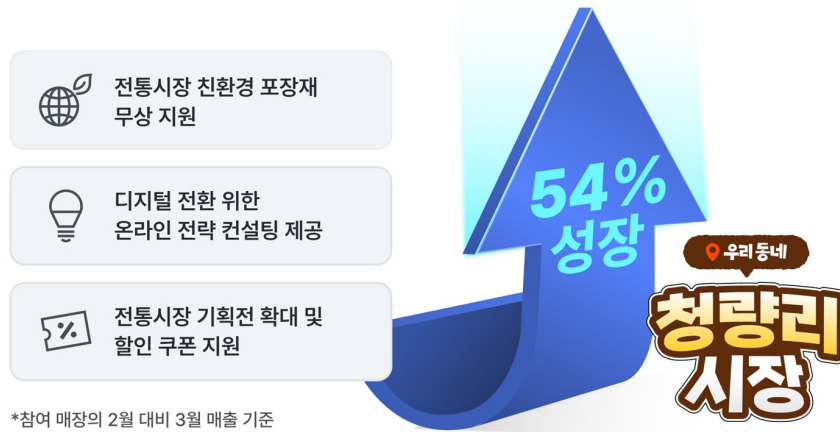 전통시장 친환경 포장재
무상 지원
디지털 전환 위한
온라인 전략 컨설팅 제공
전통시장 기획전 확대 및
할인 쿠폰 지원
*참여 매장의 2월 대비 3월 매출 기준
54%
성장
우리동네
청량리
시장